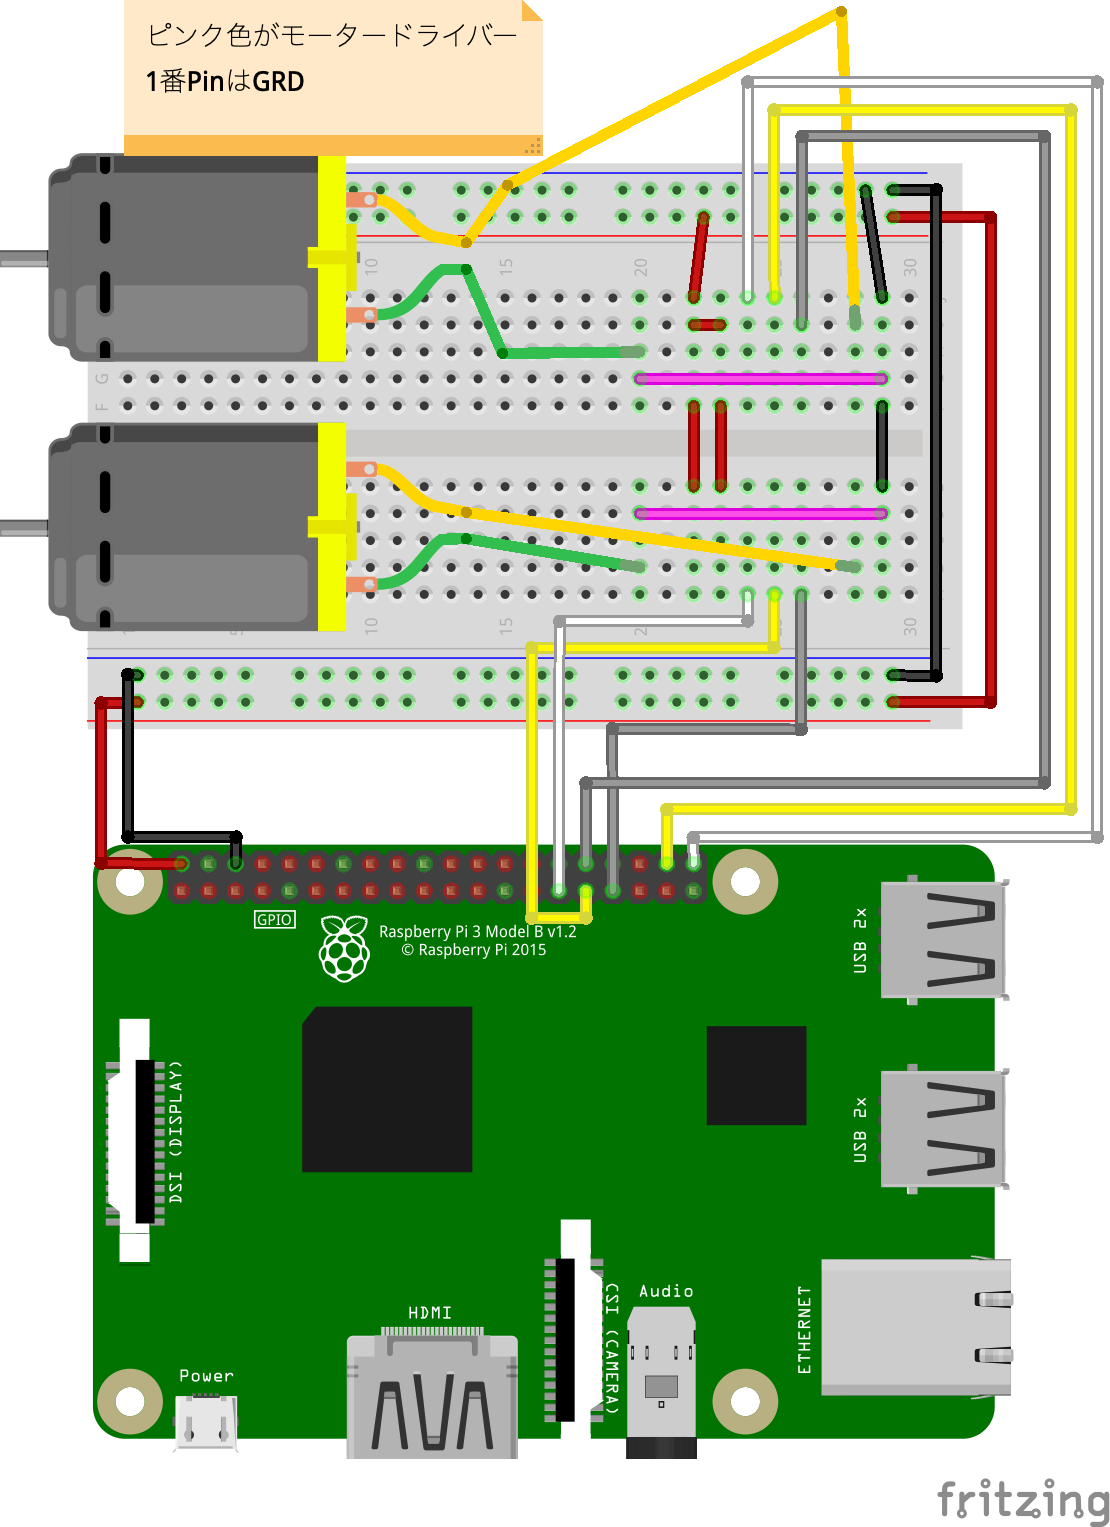 ピンク色がモータードライバー
1番PinはGRD
10
15
20
30
G
F
10
15
2
30
GPIO
Raspberry Pi 3 Model B v1.2
© Raspberry Pi 2015
USB 2x
DSI (DISPLAY)
USB 2x
Audio
CSI (CAMERA)
ETHERNET
HDMI
Power
fritzing